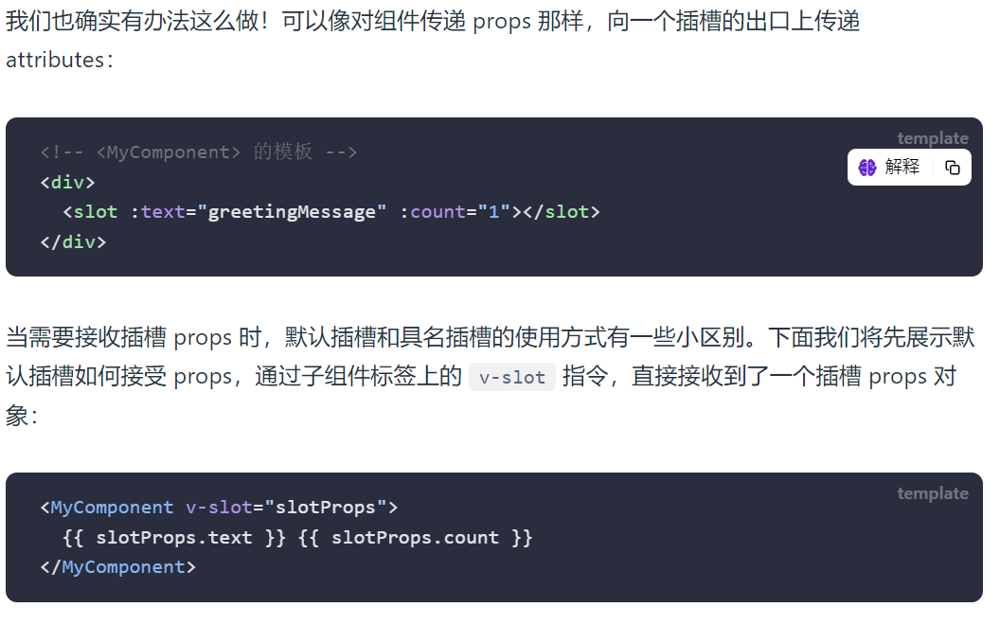 我们也确实有办法这么做！可以像对组件传递 props 那样，向一个插槽的出口上传递
attributes：
template
<!-- <MyComponent> 的模板 -->
解释
<div>
  <slot :text="greetingMessage" :count="1"></slot>
</div>
当需要接收插槽 props 时，默认插槽和具名插槽的使用方式有一些小区别。下面我们将先展示默
认插槽如何接受 props，通过子组件标签上的 v-slot 指令，直接接收到了一个插槽 props 对
象：
template
<MyComponent v-slot="slotProps">
  {{ slotProps.text }} {{ slotProps.count }}
</MyComponent>